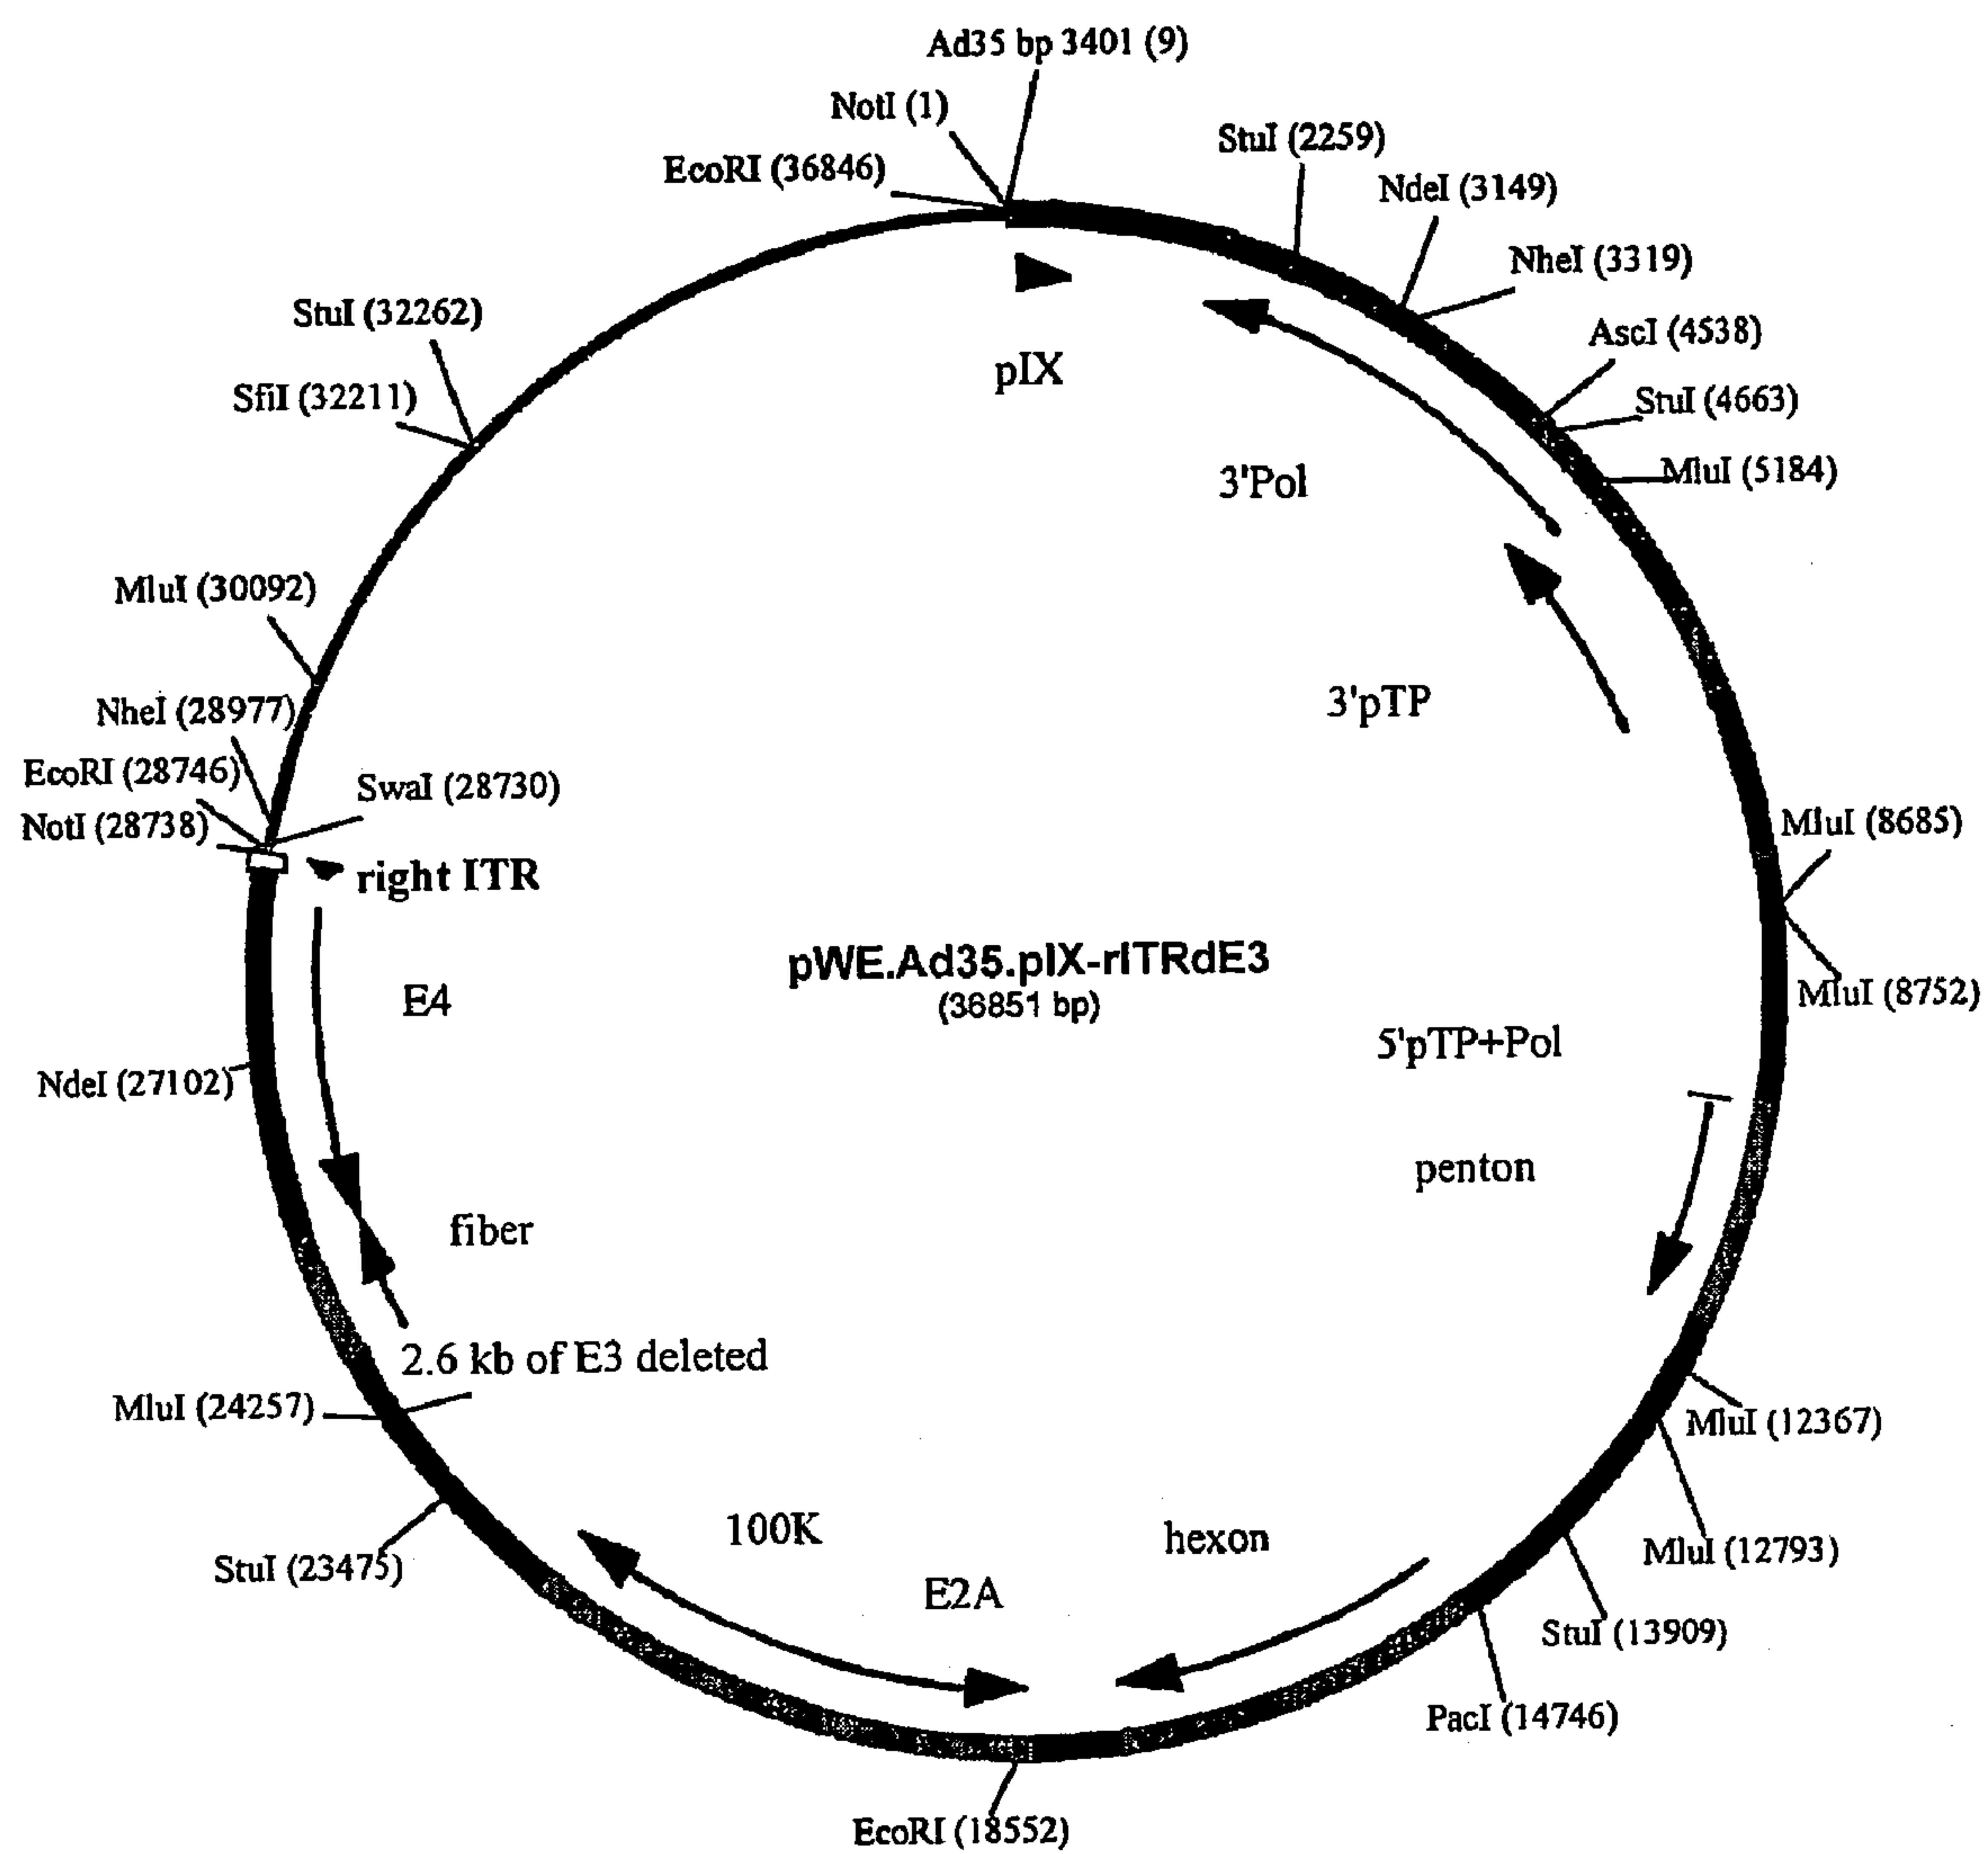 Ad35 bp 3401 (9)
NotI (1)
EcoRI (36846)
StuI (2259)
NdeI (3149)
NheI (3319)
AscI (4538)
StuI (4663)
MluI (5184)
StuI (32262)
SfiI (32211)
pIX
3'Pol
MluI (30092)
3'pTP
NheI (28977)
EcoRI (28746)
SwaI (28730)
NotI (28738)
right ITR
MluI (8685)
pWE.Ad35.pIX-rITRdE3
(36851 bp)
E4
MluI (8752)
5'pTP+Pol
NdeI (27102)
penton
fiber
2.6 kb of E3 deleted
MluI (24257)
MluI (12367)
100K
hexon
MluI (12793)
StuI (23475)
E2A
StuI (13909)
PacI (14746)
EcoRI (18552)